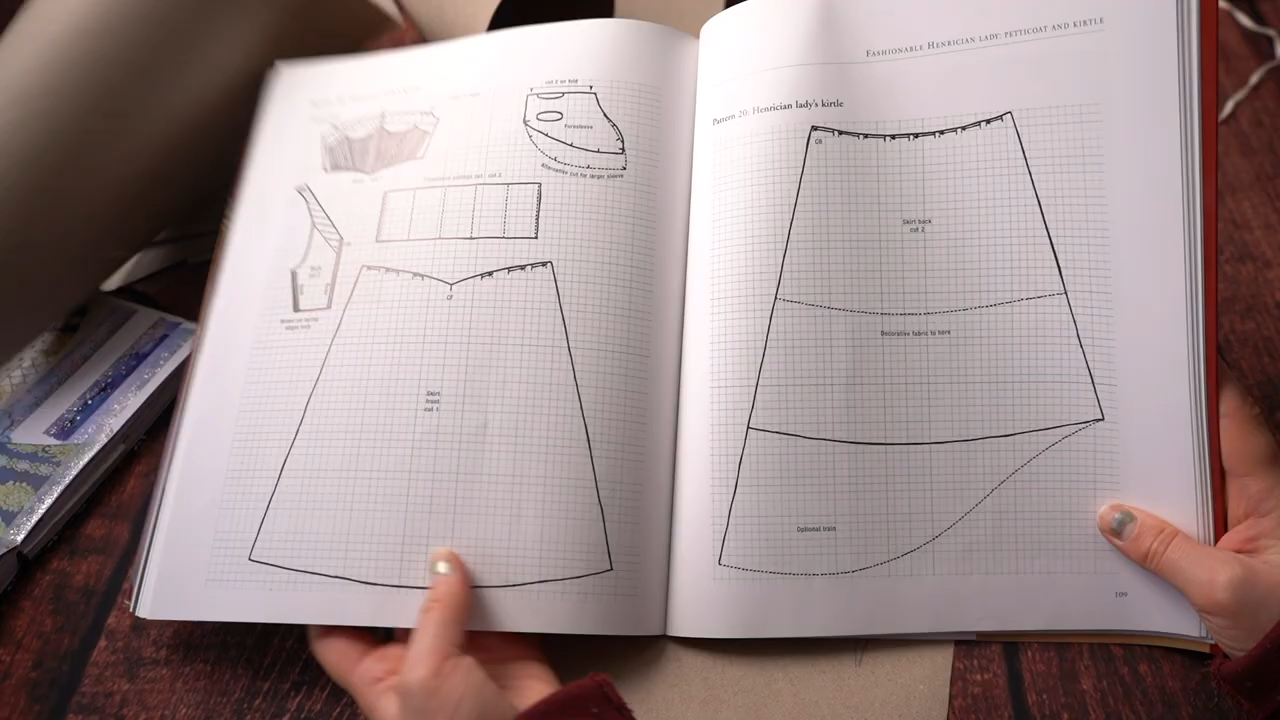 cut 2 on fold
Foresleeve
Alternative cut for larger sleeve
cut 2
CF
Skirt
front
cut 1
FASHIONABLE HENRICIAN LADY: PETTICOAT AND KIRTLE
Pattern 20: Henrician lady's kirtle
CB
Skirt back
cut 2
Decorative fabric to here
Optional train
109